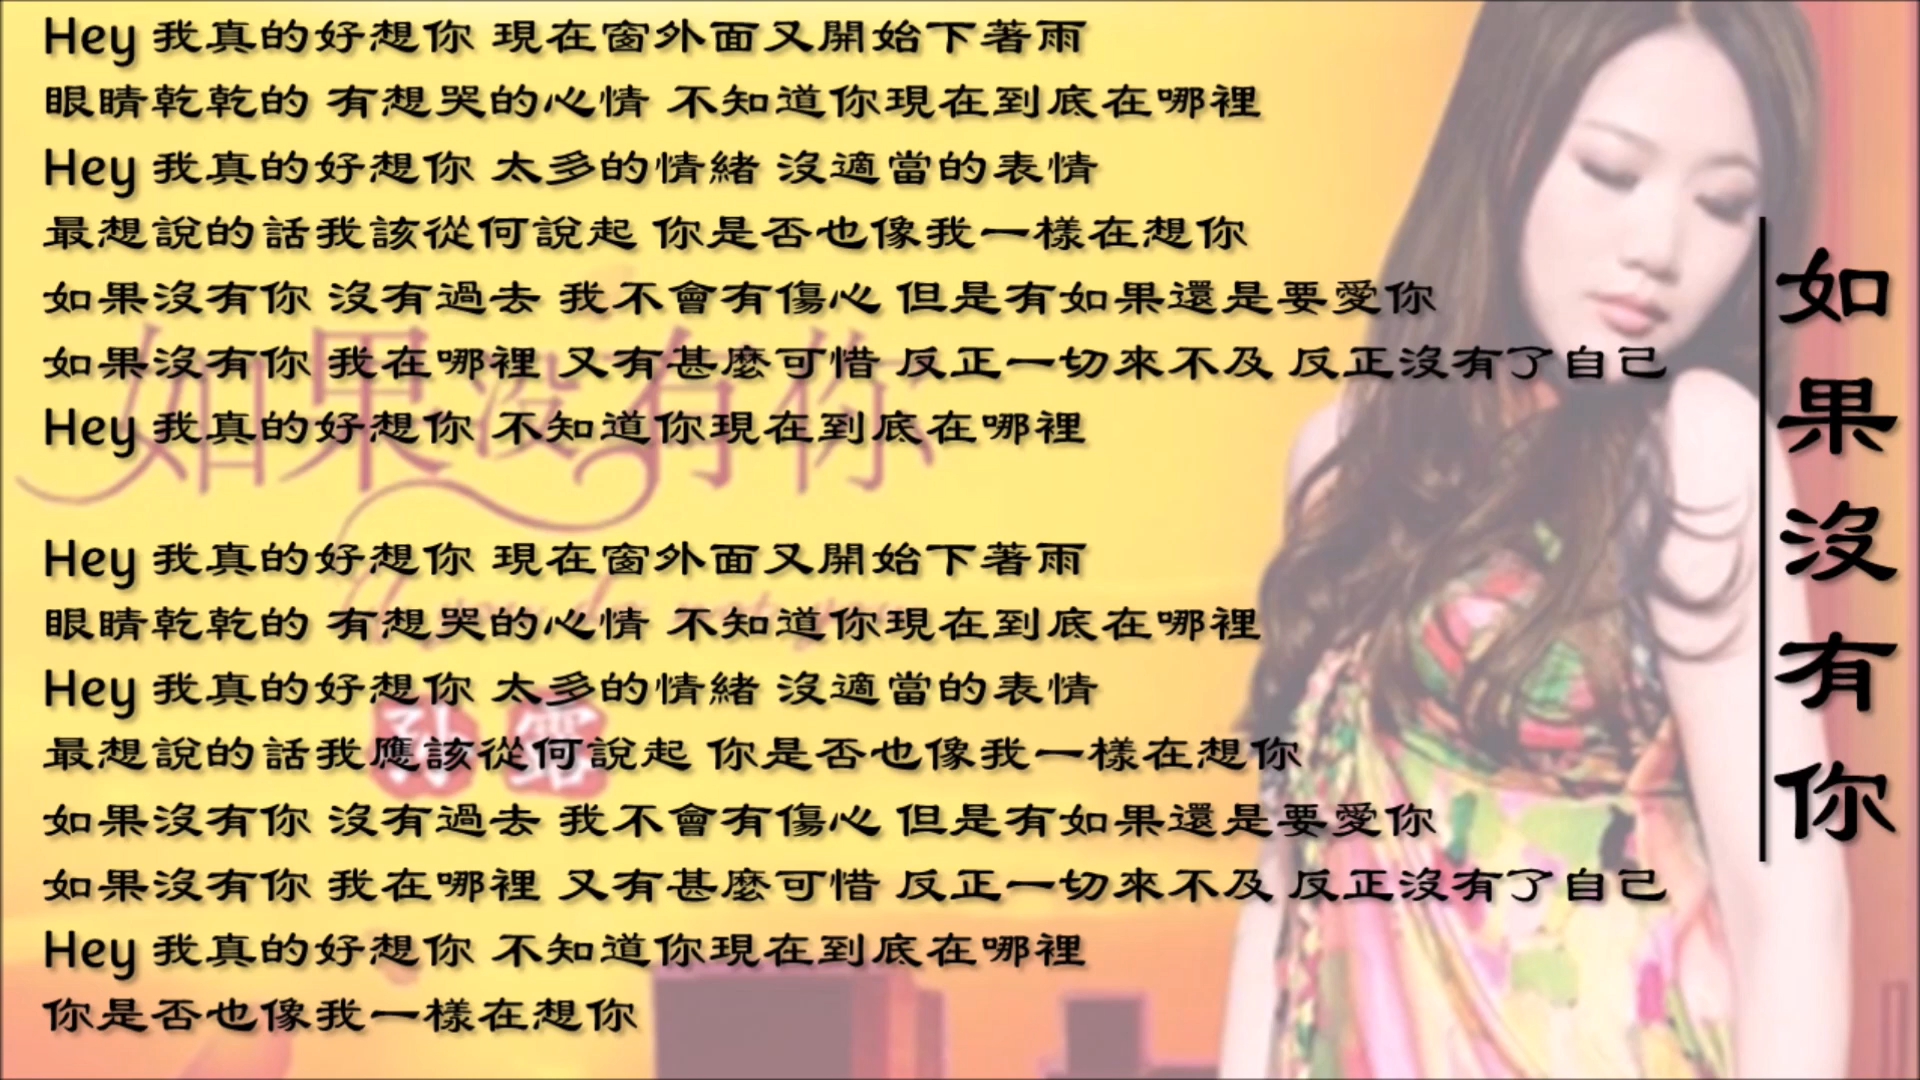 Hey 我真的好想你 現在窗外面又開始下著雨
眼睛乾乾的 有想哭的心情 不知道你現在到底在哪裡
Hey 我真的好想你 太多的情緒 沒適當的表情
最想說的話我該從何說起 你是否也像我一樣在想你
如果沒有你 沒有過去 我不會有傷心 但是有如果還是要愛你
如果沒有你 我在哪裡 又有甚麼可惜 反正一切來不及 反正沒有了自己
Hey 我真的好想你 不知道你現在到底在哪裡
如果沒有你
Hey 我真的好想你 現在窗外面又開始下著雨
眼睛乾乾的 有想哭的心情 不知道你現在到底在哪裡
Hey 我真的好想你 太多的情緒 沒適當的表情
最想說的話我應該從何說起 你是否也像我一樣在想你
如果沒有你 沒有過去 我不會有傷心 但是有如果還是要愛你
如果沒有你 我在哪裡 又有甚麼可惜 反正一切來不及 反正沒有了自己
Hey 我真的好想你 不知道你現在到底在哪裡
你是否也像我一樣在想你
如果沒有你